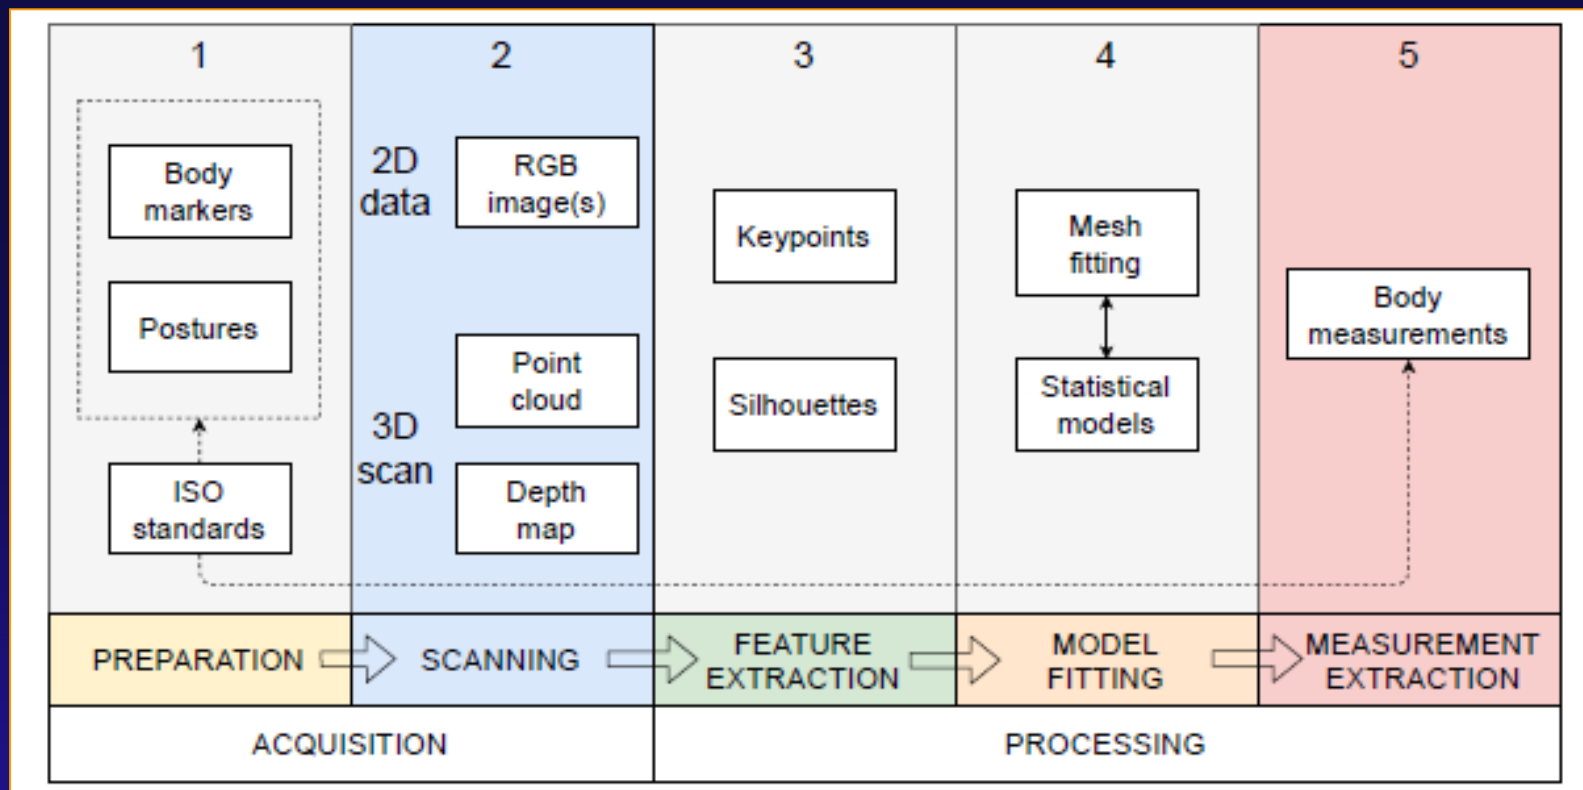 1
2
3
4
5
Body
markers
Postures
ISO
standards
2D
data
RGB
image(s)
3D
scan
Point
cloud
Depth
map
Keypoints
Silhouettes
Mesh
fitting
Statistical
models
Body
measurements
PREPARATION
SCANNING
FEATURE
EXTRACTION
MODEL
FITTING
MEASUREMENT
EXTRACTION
ACQUISITION
PROCESSING